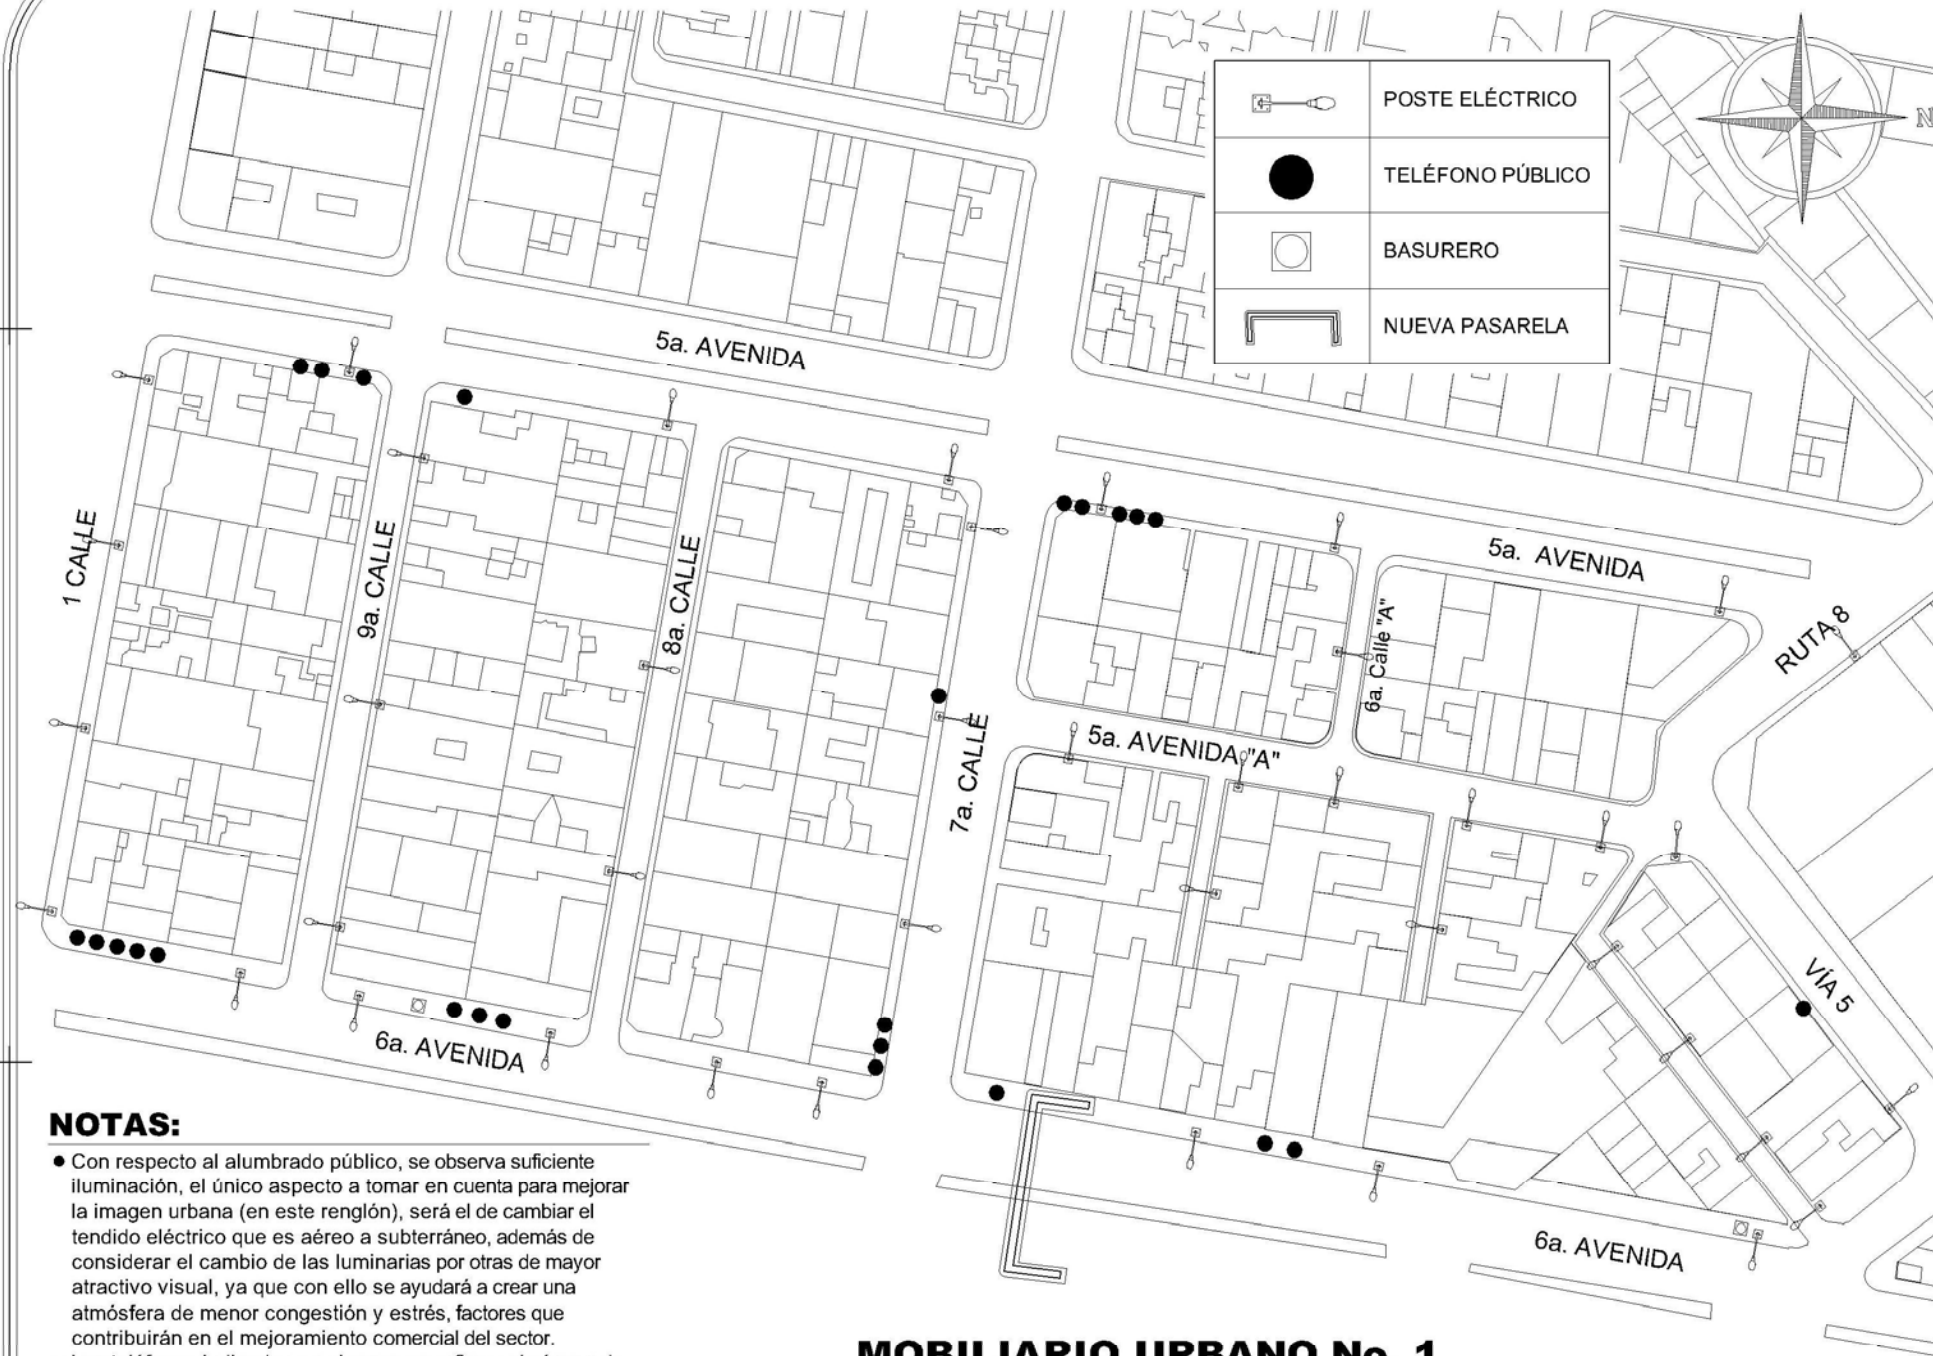 POSTE ELÉCTRICO
TELÉFONO PÚBLICO
BASURERO
NUEVA PASARELA
N
5a. AVENIDA
1 CALLE
9a. CALLE
8a. CALLE
7a. CALLE
5a. AVENIDA
6a. Calle "A"
RUTA 8
5a. AVENIDA "A"
VÍA 5
6a. AVENIDA
6a. AVENIDA
NOTAS:
● Con respecto al alumbrado público, se observa suficiente
iluminación, el único aspecto a tomar en cuenta para mejorar
la imagen urbana (en este renglón), será el de cambiar el
tendido eléctrico que es aéreo a subterráneo, además de
considerar el cambio de las luminarias por otras de mayor
atractivo visual, ya que con ello se ayudará a crear una
atmósfera de menor congestión y estrés, factores que
contribuirán en el mejoramiento comercial del sector.
MOBILIARIO URBANO No. 1